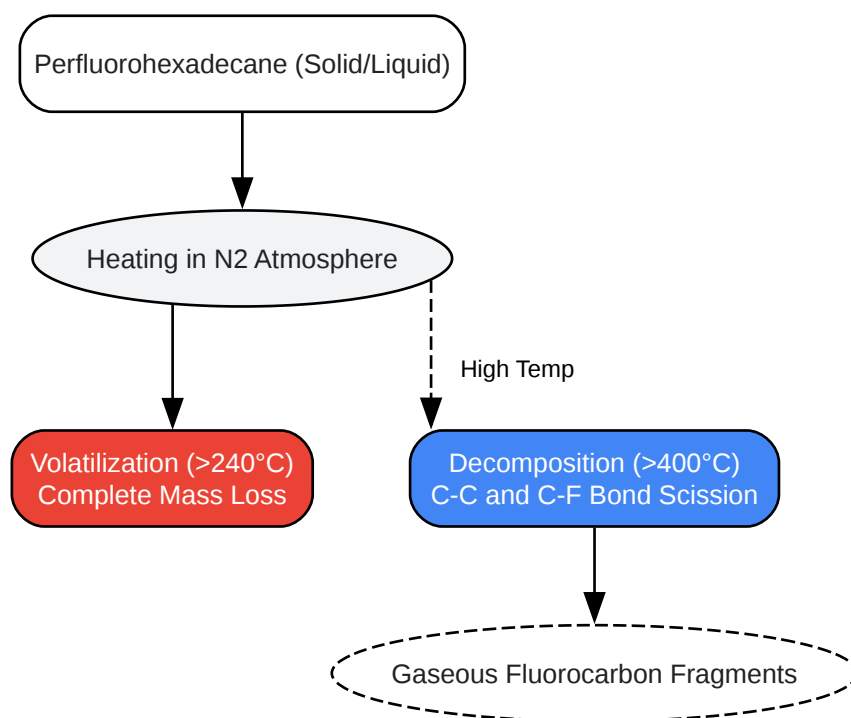 Perfluorohexadecane (Solid/Liquid)
Heating in N2 Atmosphere
High Temp
Volatilization (>240°C)
Complete Mass Loss
Decomposition (>400°C)
C-C and C-F Bond Scission
Gaseous Fluorocarbon Fragments